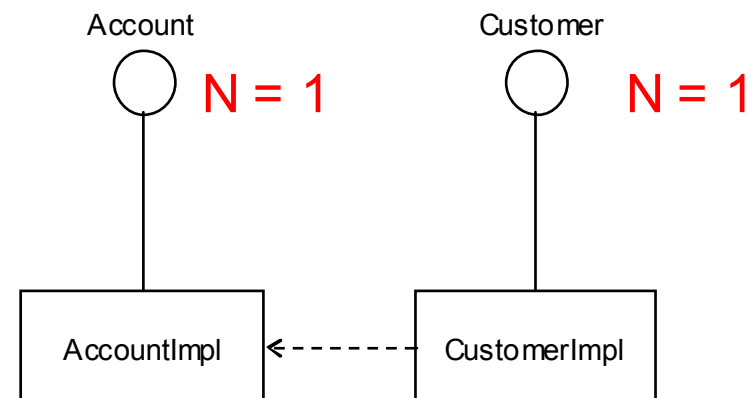 Account
Customer
N = 1
N = 1
AccountImpl
CustomerImpl